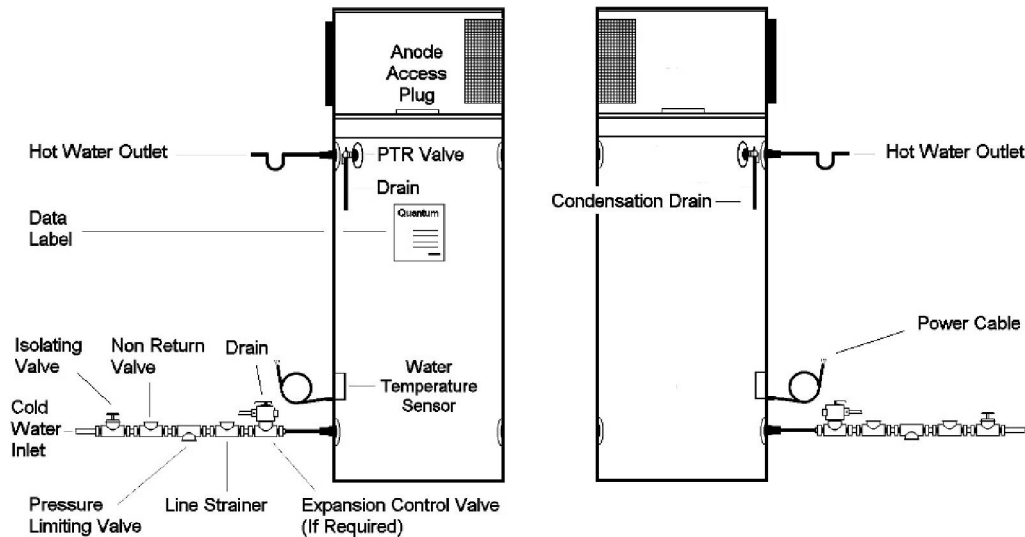 Anode
Access
Plug
Hot Water Outlet
PTR Valve
Hot Water Outlet
Drain
Condensation Drain
Data
Label
Quantum
Power Cable
Isolating
Valve
Non Return
Valve
Drain
Water
Temperature
Sensor
Cold
Water
Inlet
Pressure
Limiting Valve
Line Strainer
Expansion Control Valve
(If Required)